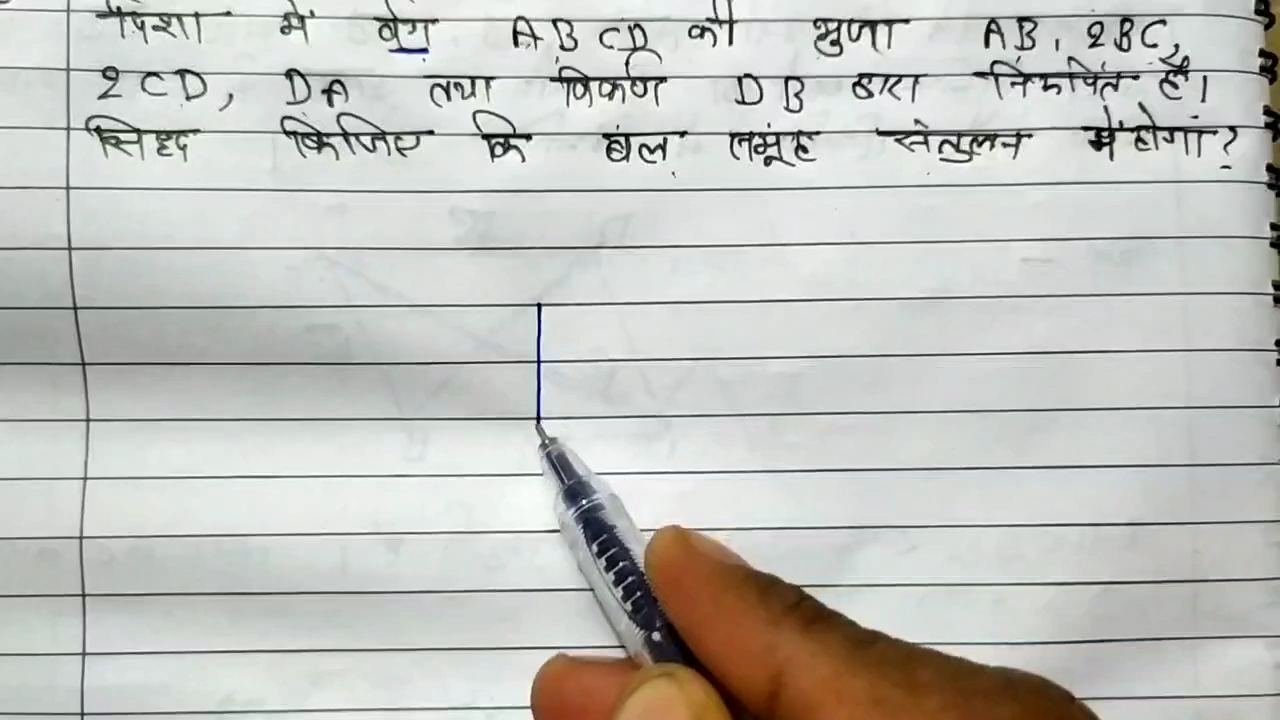 दिशा में वेग ABCD की भुजा AB, 2BC,
2CD, DA तथा विकर्ण DB द्वारा निरूपित है।
सिद्द किजिए कि बल समूह संतुलन में होगा?